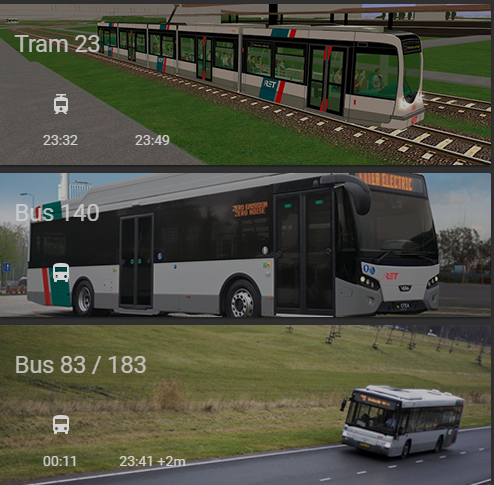 Tram 23
RET
23:32 23:49
Bus 140
ZERO EMISSION
ZERO NOISE
RET
Bus 83 / 183
00:11 23:41 +2m